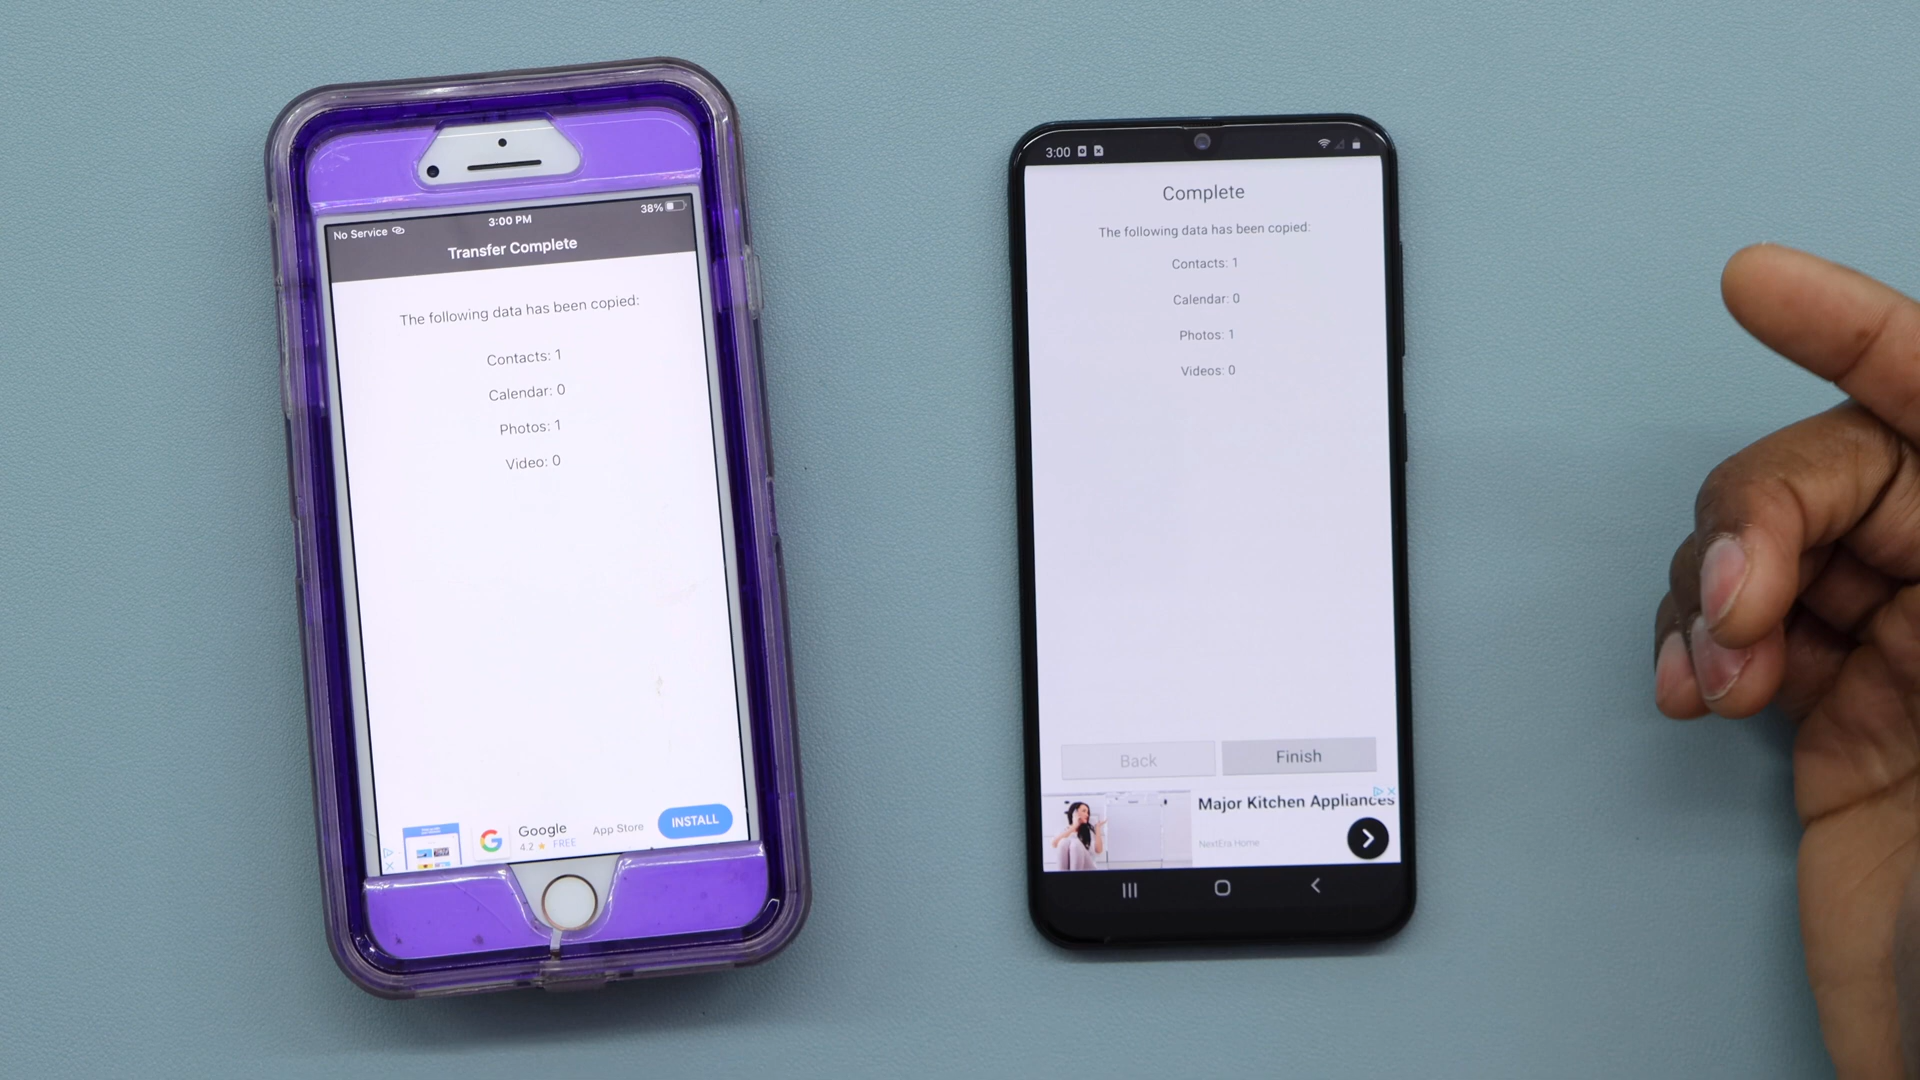 No Service
3:00 PM
38%
Transfer Complete
The following data has been copied:
Contacts: 1
Calendar: 0
Photos: 1
Video: 0
Google
4.2 ★ FREE
App Store
INSTALL
3:00
Complete
The following data has been copied:
Contacts: 1
Calendar: 0
Photos: 1
Videos: 0
Back
Finish
Major Kitchen Appliances
NextEra Home